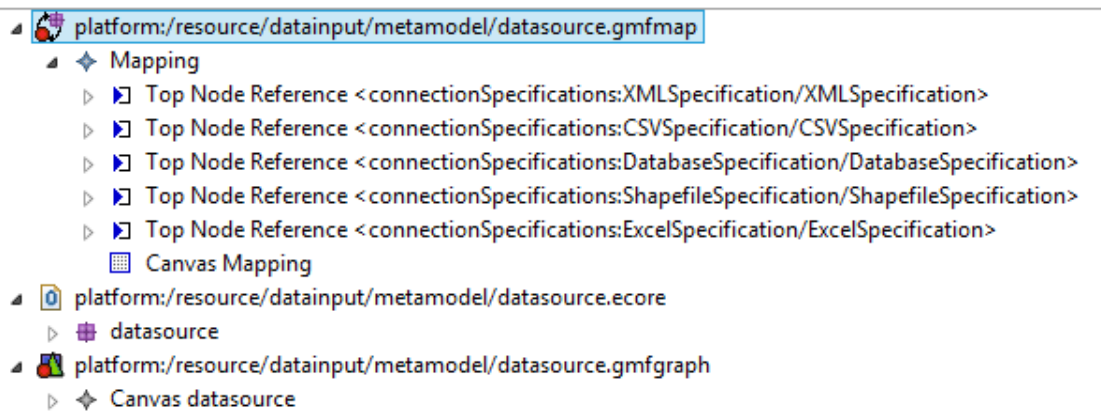 platform:/resource/datainput/metamodel/datasource.gmfmap
Mapping
Top Node Reference <connectionSpecifications:XMLSpecification/XMLSpecification>
Top Node Reference <connectionSpecifications:CSVSpecification/CSVSpecification>
Top Node Reference <connectionSpecifications:DatabaseSpecification/DatabaseSpecification>
Top Node Reference <connectionSpecifications:ShapefileSpecification/ShapefileSpecification>
Top Node Reference <connectionSpecifications:ExcelSpecification/ExcelSpecification>
Canvas Mapping
platform:/resource/datainput/metamodel/datasource.ecore
datasource
platform:/resource/datainput/metamodel/datasource.gmfgraph
Canvas datasource